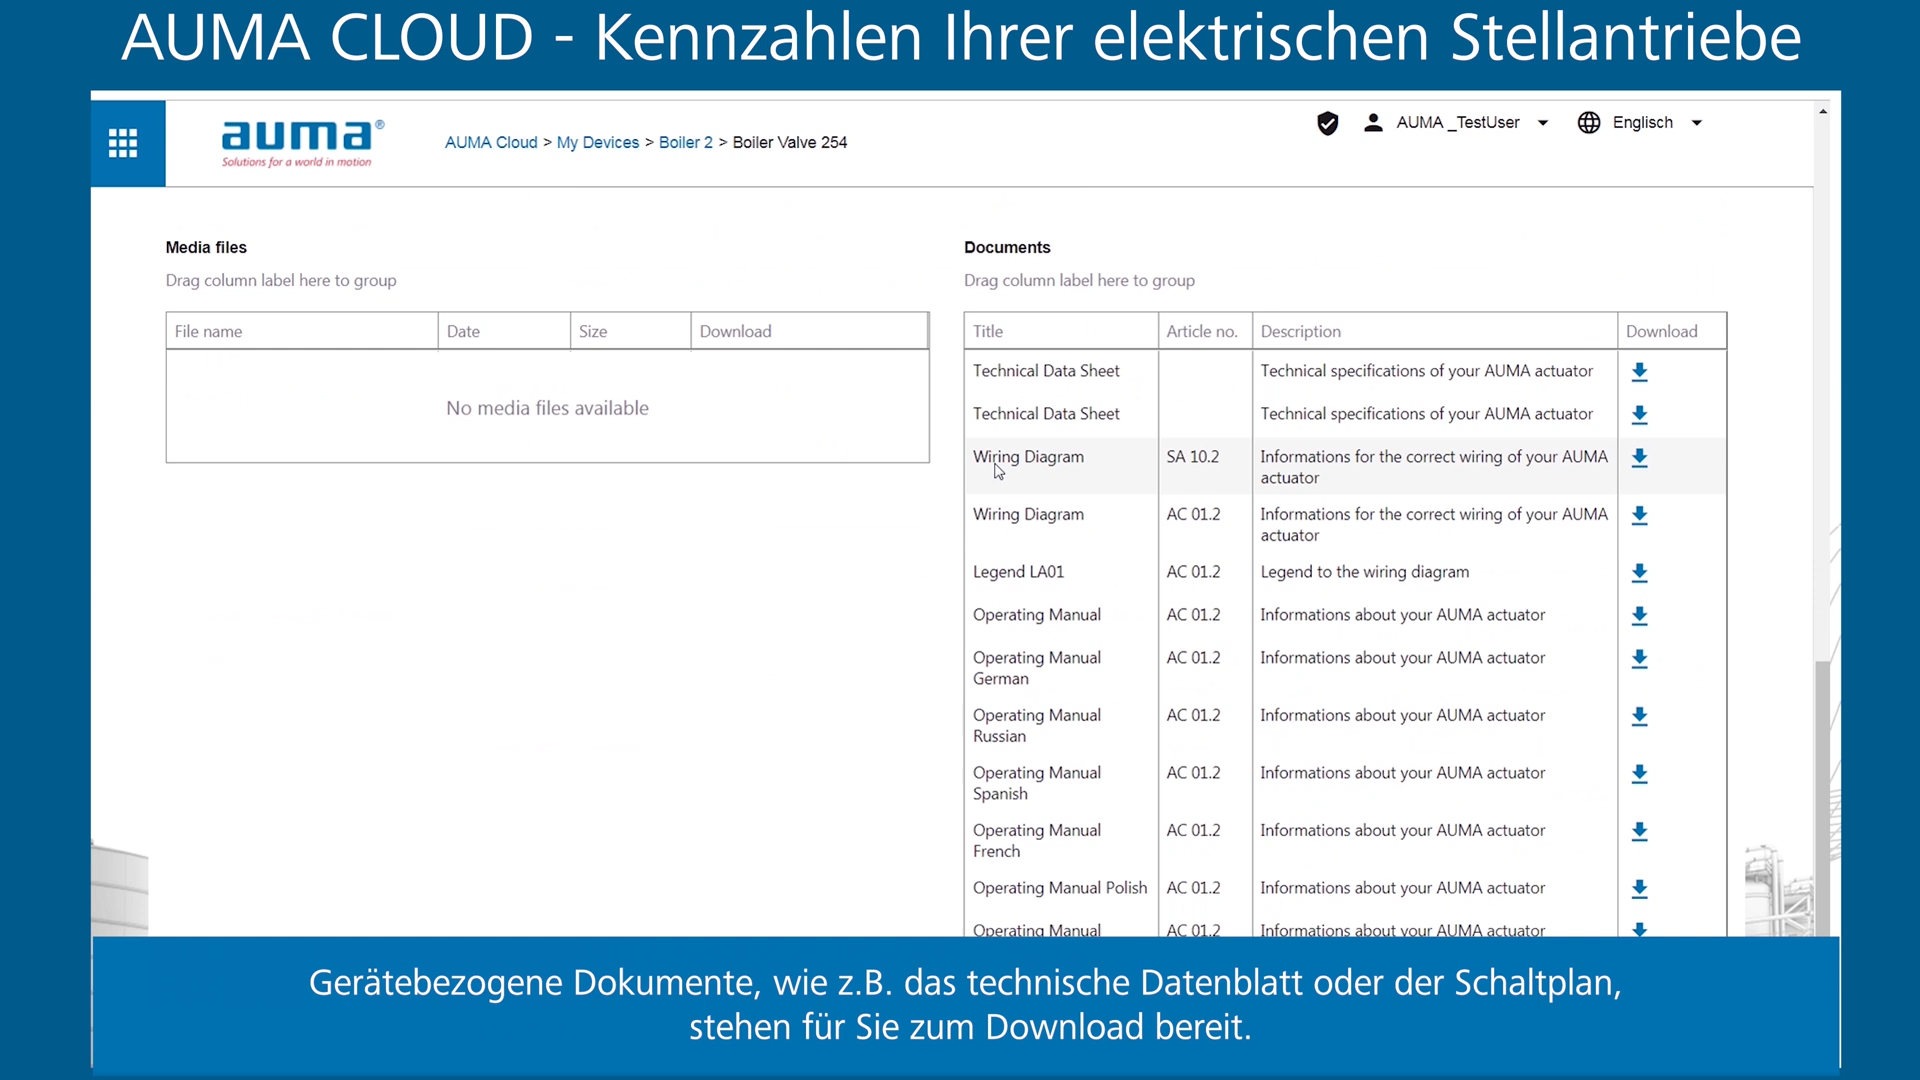 AUMA CLOUD - Kennzahlen Ihrer elektrischen Stellantriebe
auma®
Solutions for a world in motion
AUMA Cloud > My Devices > Boiler 2 > Boiler Valve 254
AUMA _TestUser
Englisch
Media files
Drag column label here to group
File name Date Size Download
No media files available
Documents
Drag column label here to group
Title Article no. Description Download
Technical Data Sheet Technical specifications of your AUMA actuator
Technical Data Sheet Technical specifications of your AUMA actuator
Wiring Diagram SA 10.2 Informations for the correct wiring of your AUMA
actuator
Wiring Diagram AC 01.2 Informations for the correct wiring of your AUMA
actuator
Legend LA01 AC 01.2 Legend to the wiring diagram
Operating Manual AC 01.2 Informations about your AUMA actuator
Operating Manual AC 01.2 Informations about your AUMA actuator
German
Operating Manual AC 01.2 Informations about your AUMA actuator
Russian
Operating Manual AC 01.2 Informations about your AUMA actuator
Spanish
Operating Manual AC 01.2 Informations about your AUMA actuator
French
Operating Manual Polish AC 01.2 Informations about your AUMA actuator
Operating Manual AC 01.2 Informations about your AUMA actuator
Gerätebezogene Dokumente, wie z.B. das technische Datenblatt oder der Schaltplan,
stehen für Sie zum Download bereit.